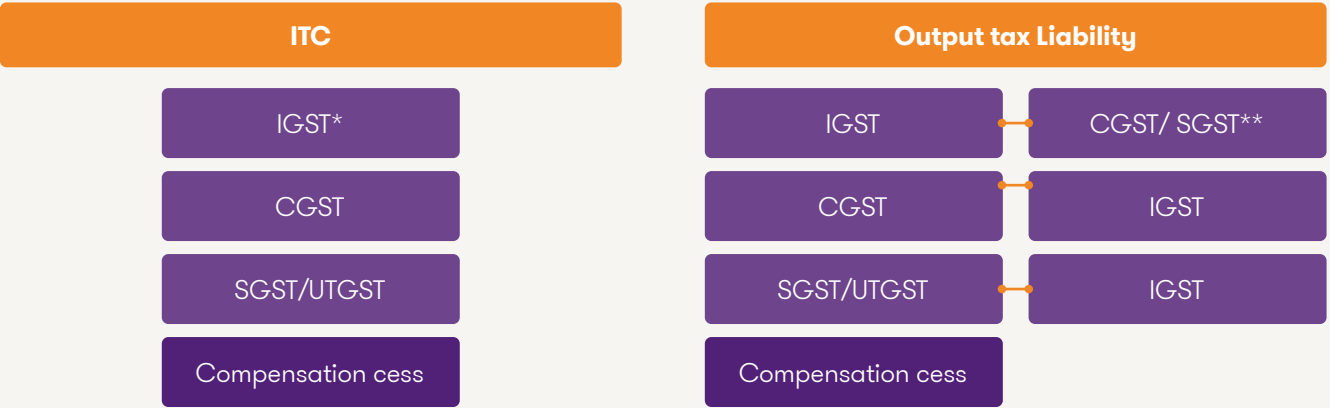 ITC
Output tax Liability
IGST*
IGST
CGST/ SGST**
CGST
CGST
IGST
SGST/UTGST
SGST/UTGST
IGST
Compensation cess
Compensation cess